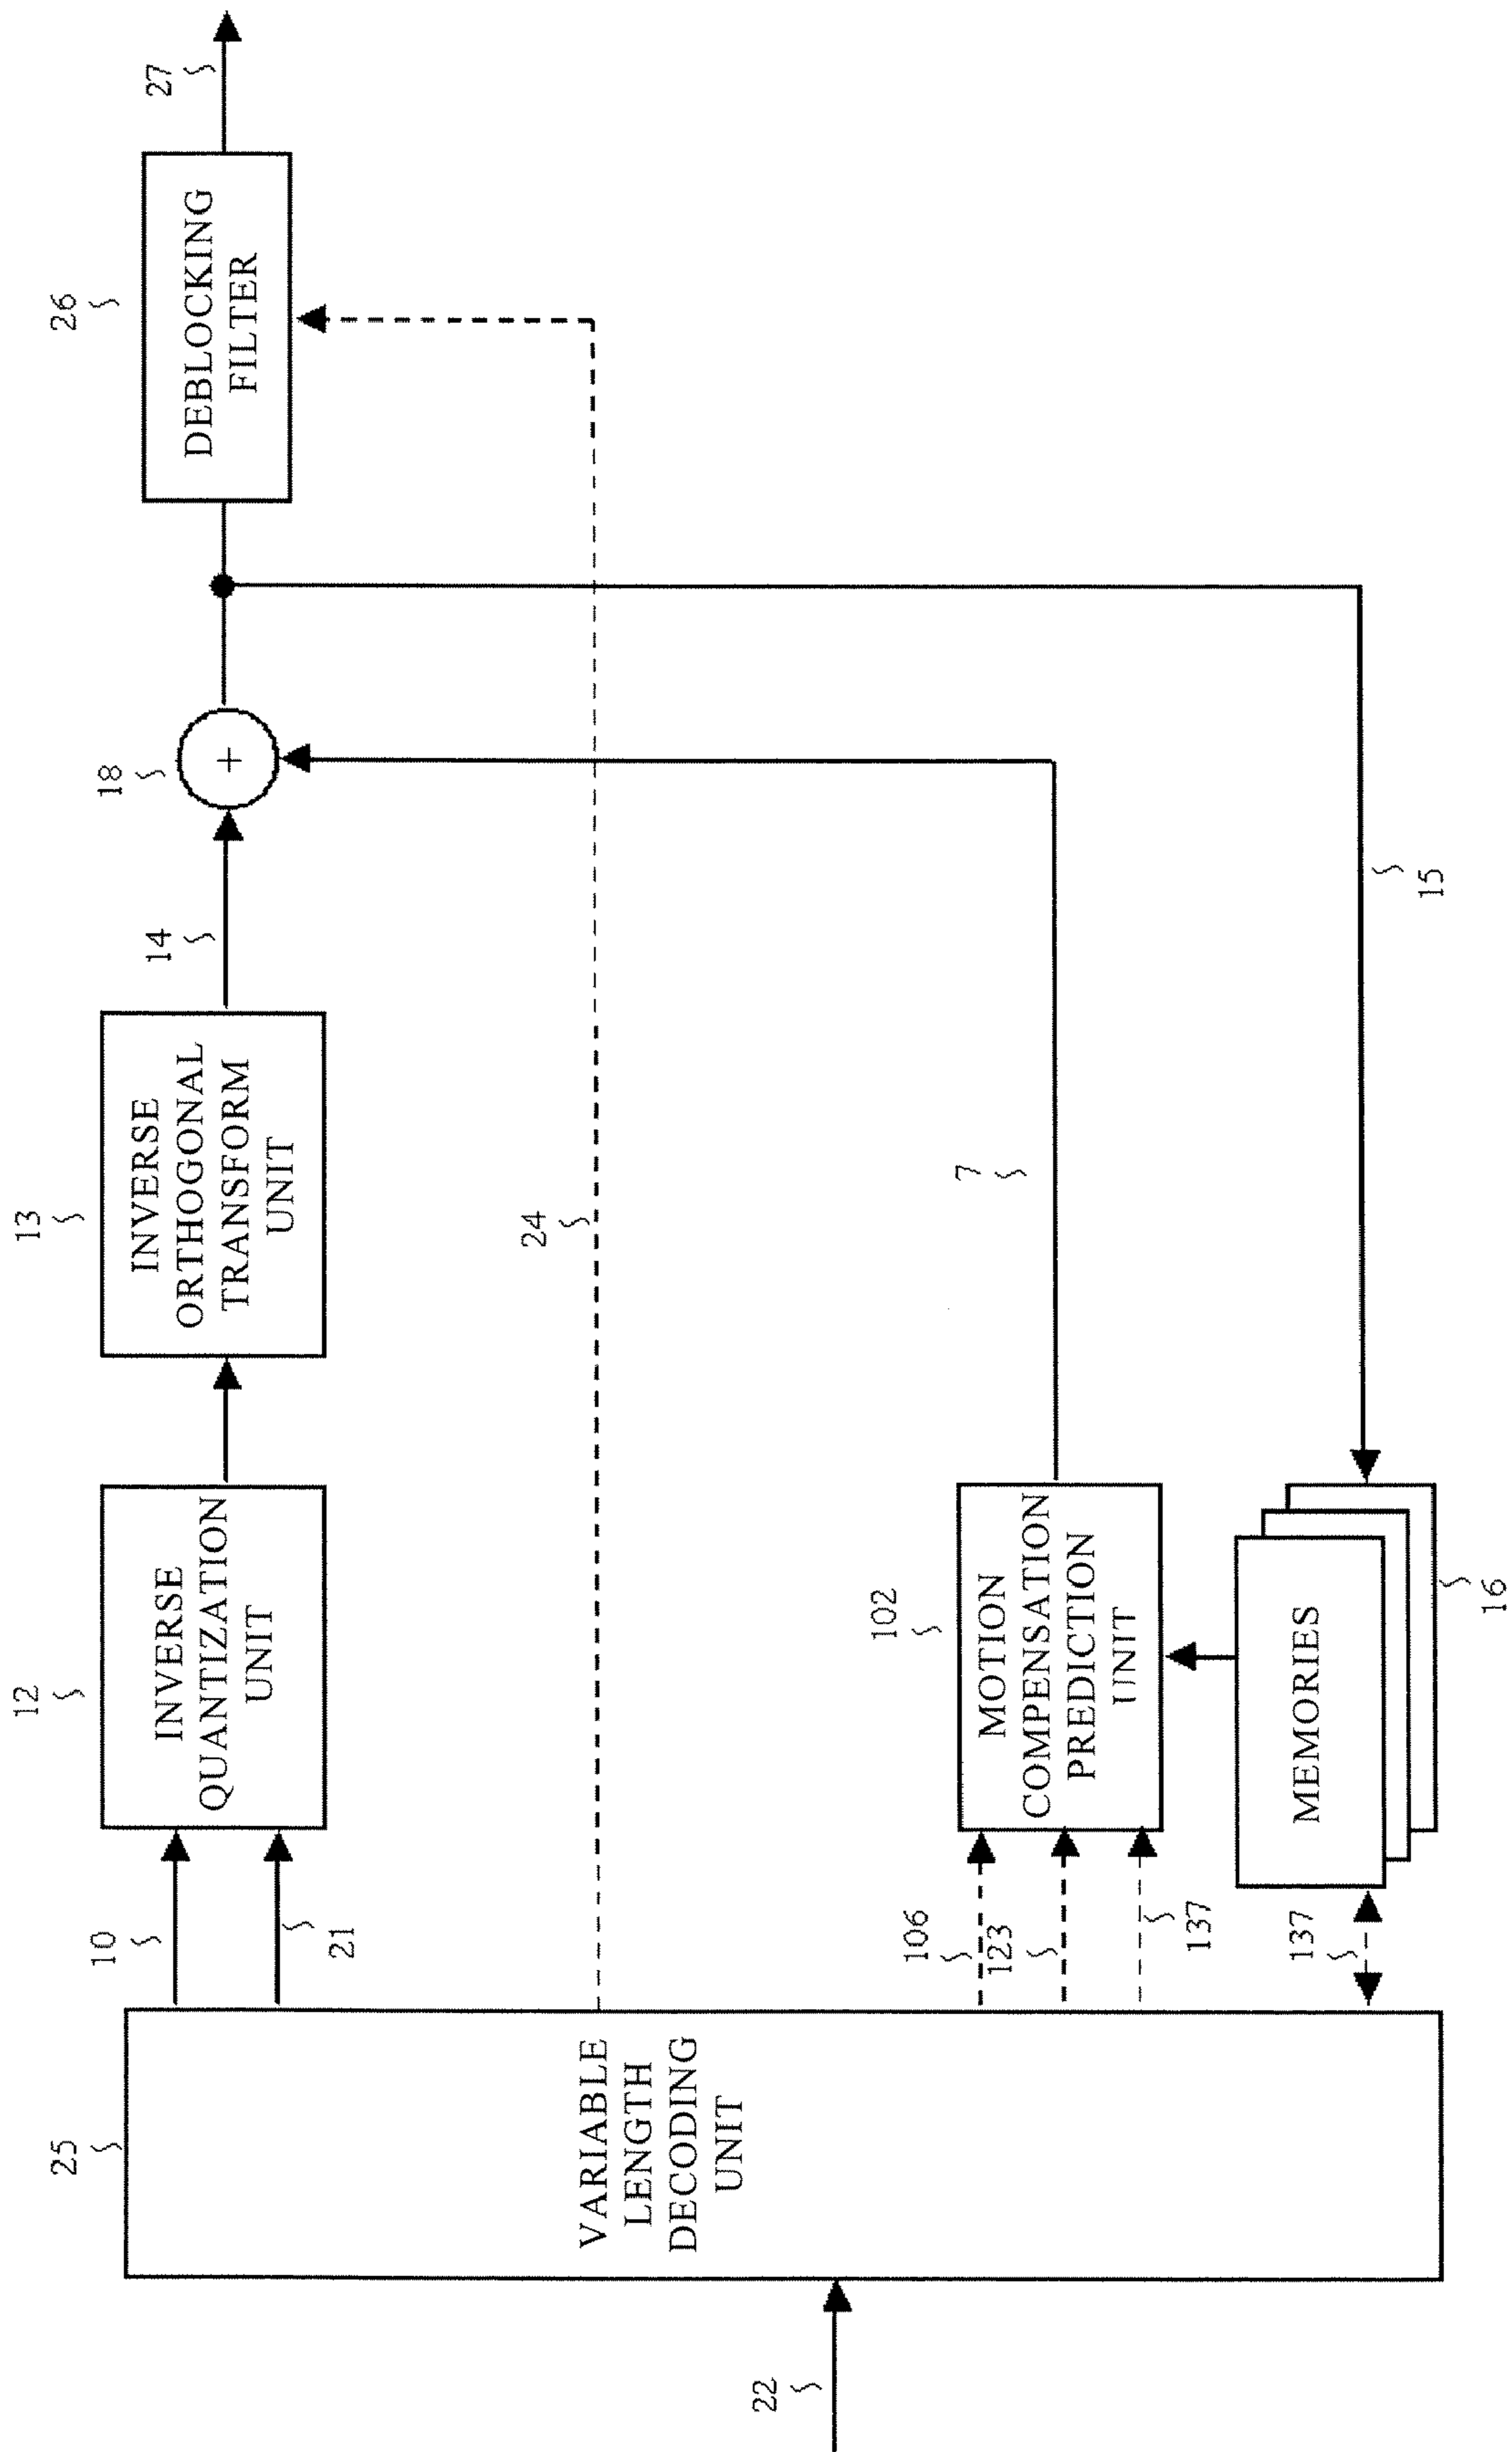 22
25
VARIABLE
LENGTH
DECODING
UNIT
10
21
12
INVERSE
QUANTIZATION
UNIT
13
INVERSE
ORTHOGONAL
TRANSFORM
UNIT
14
18
+
26
DEBLOCKING
FILTER
27
24
106
123
137
102
MOTION
COMPENSATION
PREDICTION
UNIT
7
137
MEMORIES
16
15